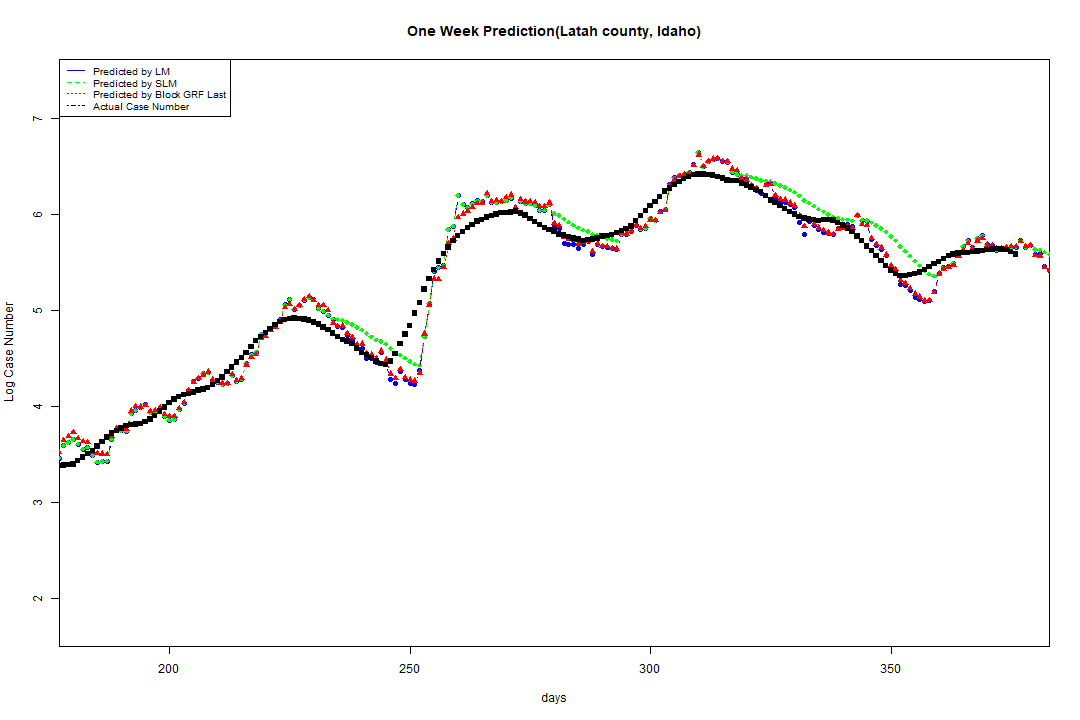 One Week Prediction(Latah county, Idaho)
Predicted by LM
Predicted by SLM
Predicted by Block GRF Last
Actual Case Number
7
6
5
4
3
2
Log Case Number
200
250
300
350
days